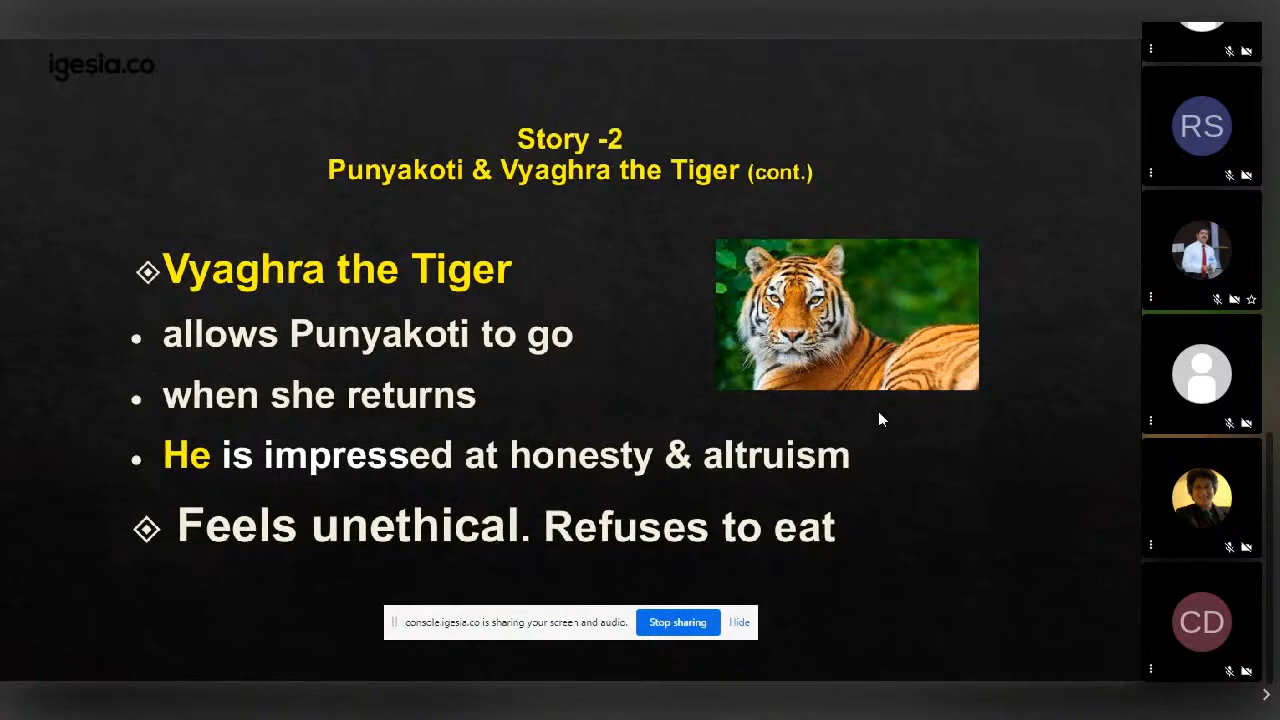 igesia.co
Story -2
Punyakoti & Vyaghra the Tiger (cont.)
Vyaghra the Tiger
allows Punyakoti to go
when she returns
He is impressed at honesty & altruism
Feels unethical. Refuses to eat
console.igesia.co is sharing your screen and audio. Stop sharing Hide
RS
CD